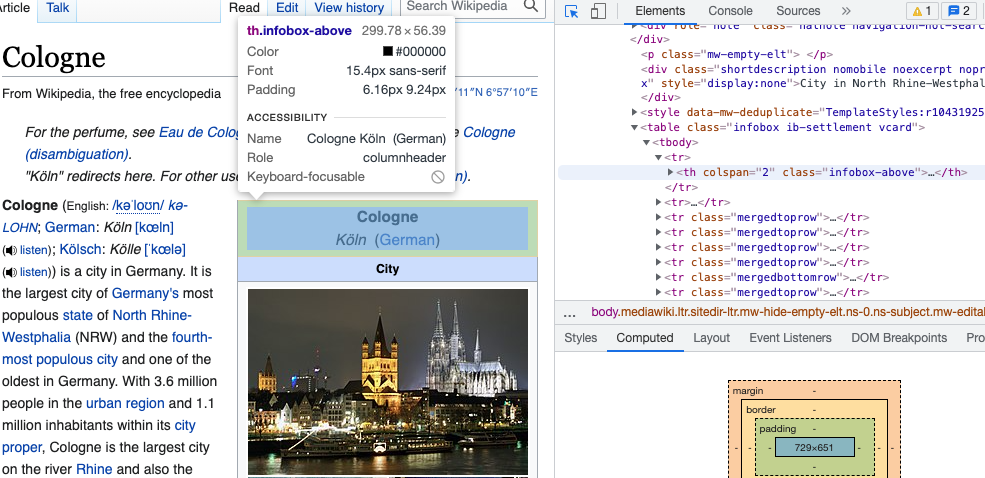 Article Talk Read Edit View history Search Wikipedia
Cologne
From Wikipedia, the free encyclopedia
′11″N 6°57′10″E
For the perfume, see Eau de Colog
e Cologne
(disambiguation).
"Köln" redirects here. For other use
n).
Cologne (English: /kəˈloʊn/ kə-
LOHN; German: Köln [kœln]
(listen); Kölsch: Kölle [ˈkœlə]
(listen)) is a city in Germany. It is
the largest city of Germany's most
populous state of North Rhine-
Westphalia (NRW) and the fourth-
most populous city and one of the
oldest in Germany. With 3.6 million
people in the urban region and 1.1
million inhabitants within its city
proper, Cologne is the largest city
on the river Rhine and also the
th.infobox-above 299.78 × 56.39
Color #000000
Font 15.4px sans-serif
Padding 6.16px 9.24px
ACCESSIBILITY
Name Cologne Köln (German)
Role columnheader
Keyboard-focusable
Cologne
Köln (German)
City
Elements Console Sources » 1 2
</div>
<p class="mw-empty-elt"> </p>
<div class="shortdescription nomobile noexcerpt nopr
x" style="display:none">City in North Rhine-Westphal
</div>
<style data-mw-deduplicate="TemplateStyles:r10431925
<table class="infobox ib-settlement vcard">
<tbody>
<tr>
<th colspan="2" class="infobox-above">…</th>
</tr>
<tr>…</tr>
<tr class="mergedtoprow">…</tr>
<tr class="mergedtoprow">…</tr>
<tr class="mergedtoprow">…</tr>
<tr class="mergedtoprow">…</tr>
<tr class="mergedbottomrow">…</tr>
<tr class="mergedtoprow">…</tr>
… body.mediawiki.ltr.sitedir-ltr.mw-hide-empty-elt.ns-0.ns-subject.mw-edita
Styles Computed Layout Event Listeners DOM Breakpoints Pro
margin -
border -
padding -
- - - 729×651 - - -
-